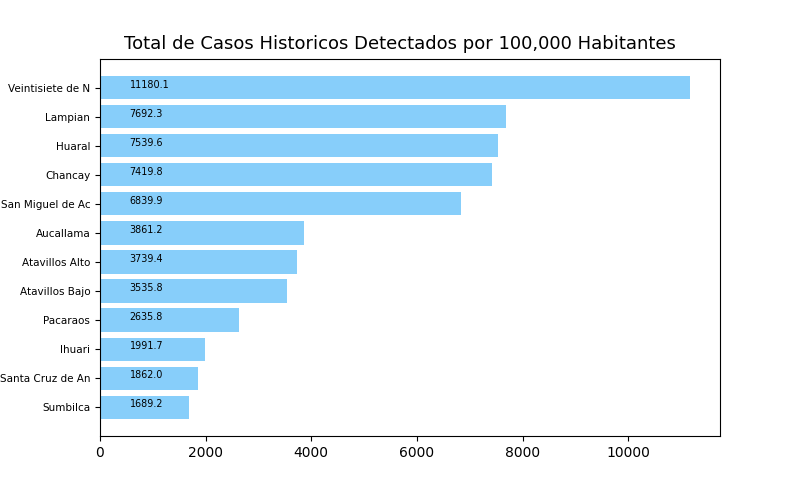 Total de Casos Historicos Detectados por 100,000 Habitantes
Veintisiete de N 11180.1
Lampian 7692.3
Huaral 7539.6
Chancay 7419.8
San Miguel de Ac 6839.9
Aucallama 3861.2
Atavillos Alto 3739.4
Atavillos Bajo 3535.8
Pacaraos 2635.8
Ihuari 1991.7
Santa Cruz de An 1862.0
Sumbilca 1689.2
0 2000 4000 6000 8000 10000